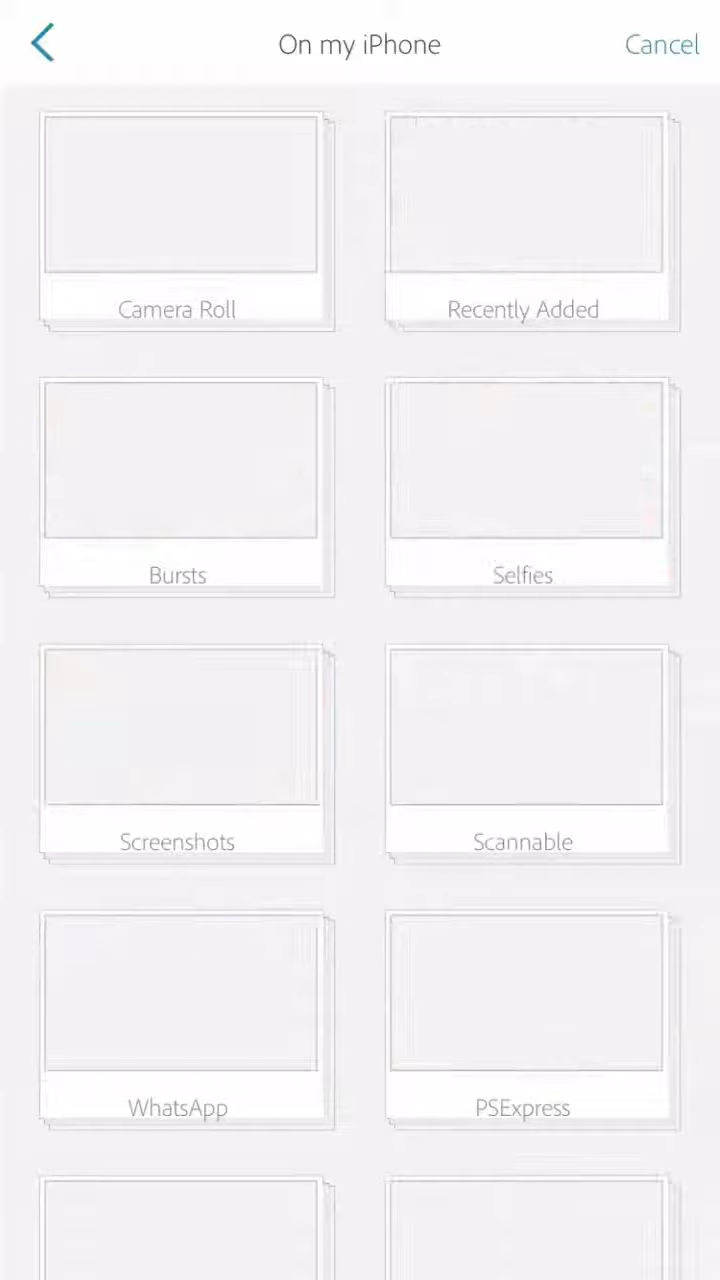 On my iPhone
Cancel
Camera Roll
Recently Added
Bursts
Selfies
Screenshots
Scannable
WhatsApp
PSExpress